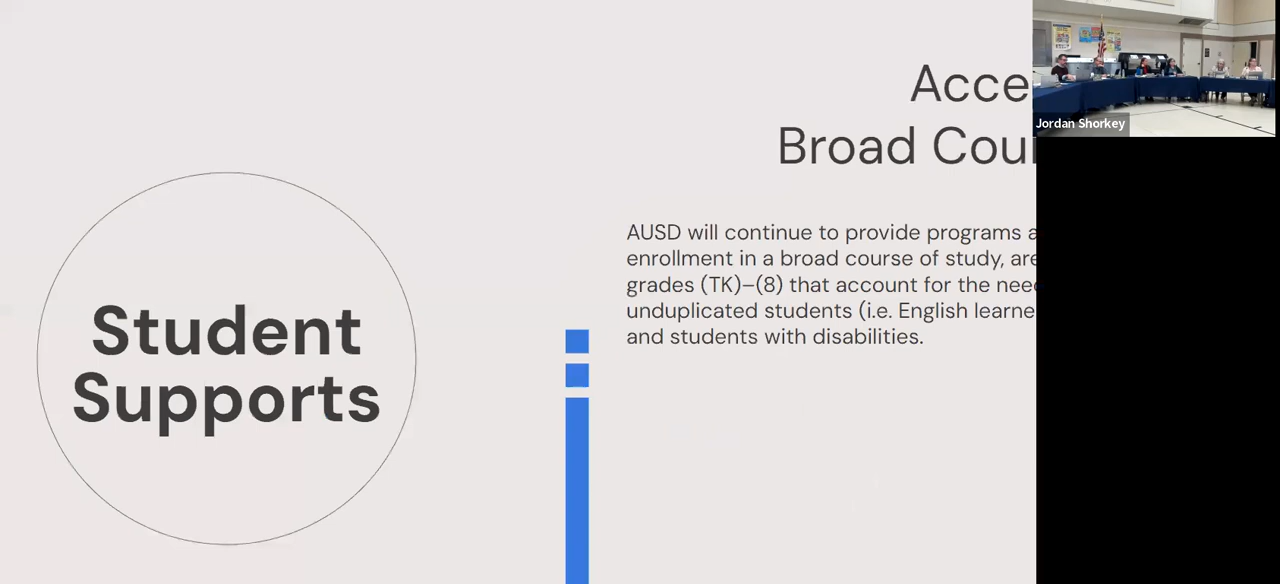 Student
Supports
Acce
Broad Cou
AUSD will continue to provide programs a
enrollment in a broad course of study, are
grades (TK)–(8) that account for the nee
unduplicated students (i.e. English learne
and students with disabilities.
Jordan Shorkey